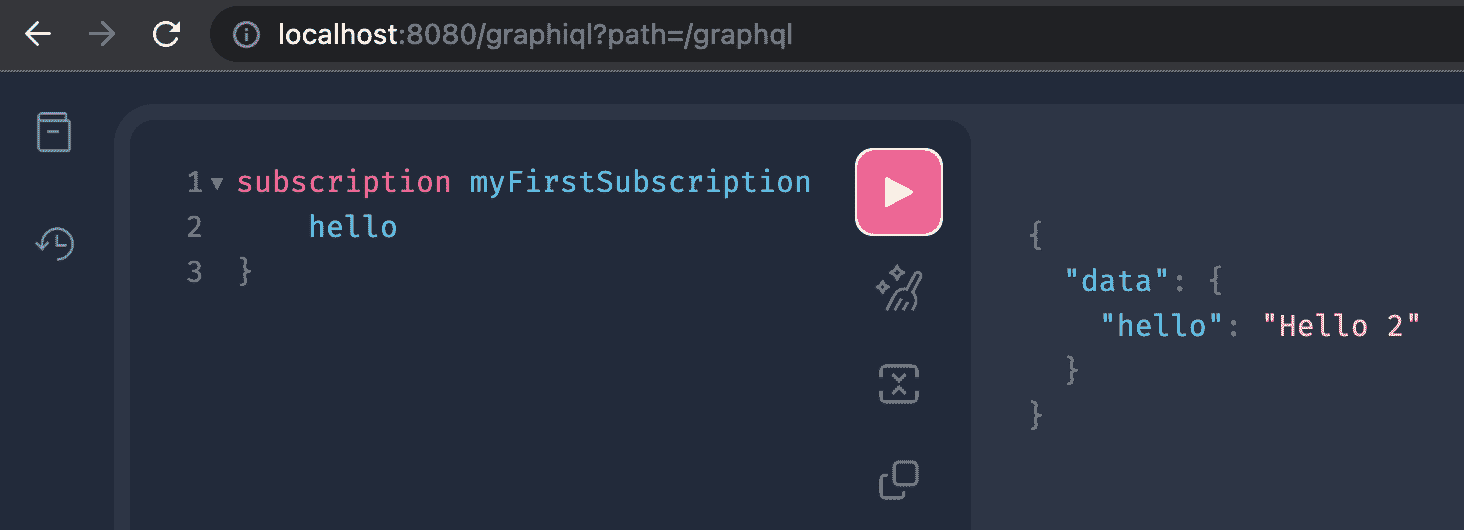 localhost:8080/graphiql?path=/graphql
1 subscription myFirstSubscription
2 hello
3 }
{
"data": {
"hello": "Hello 2"
}
}